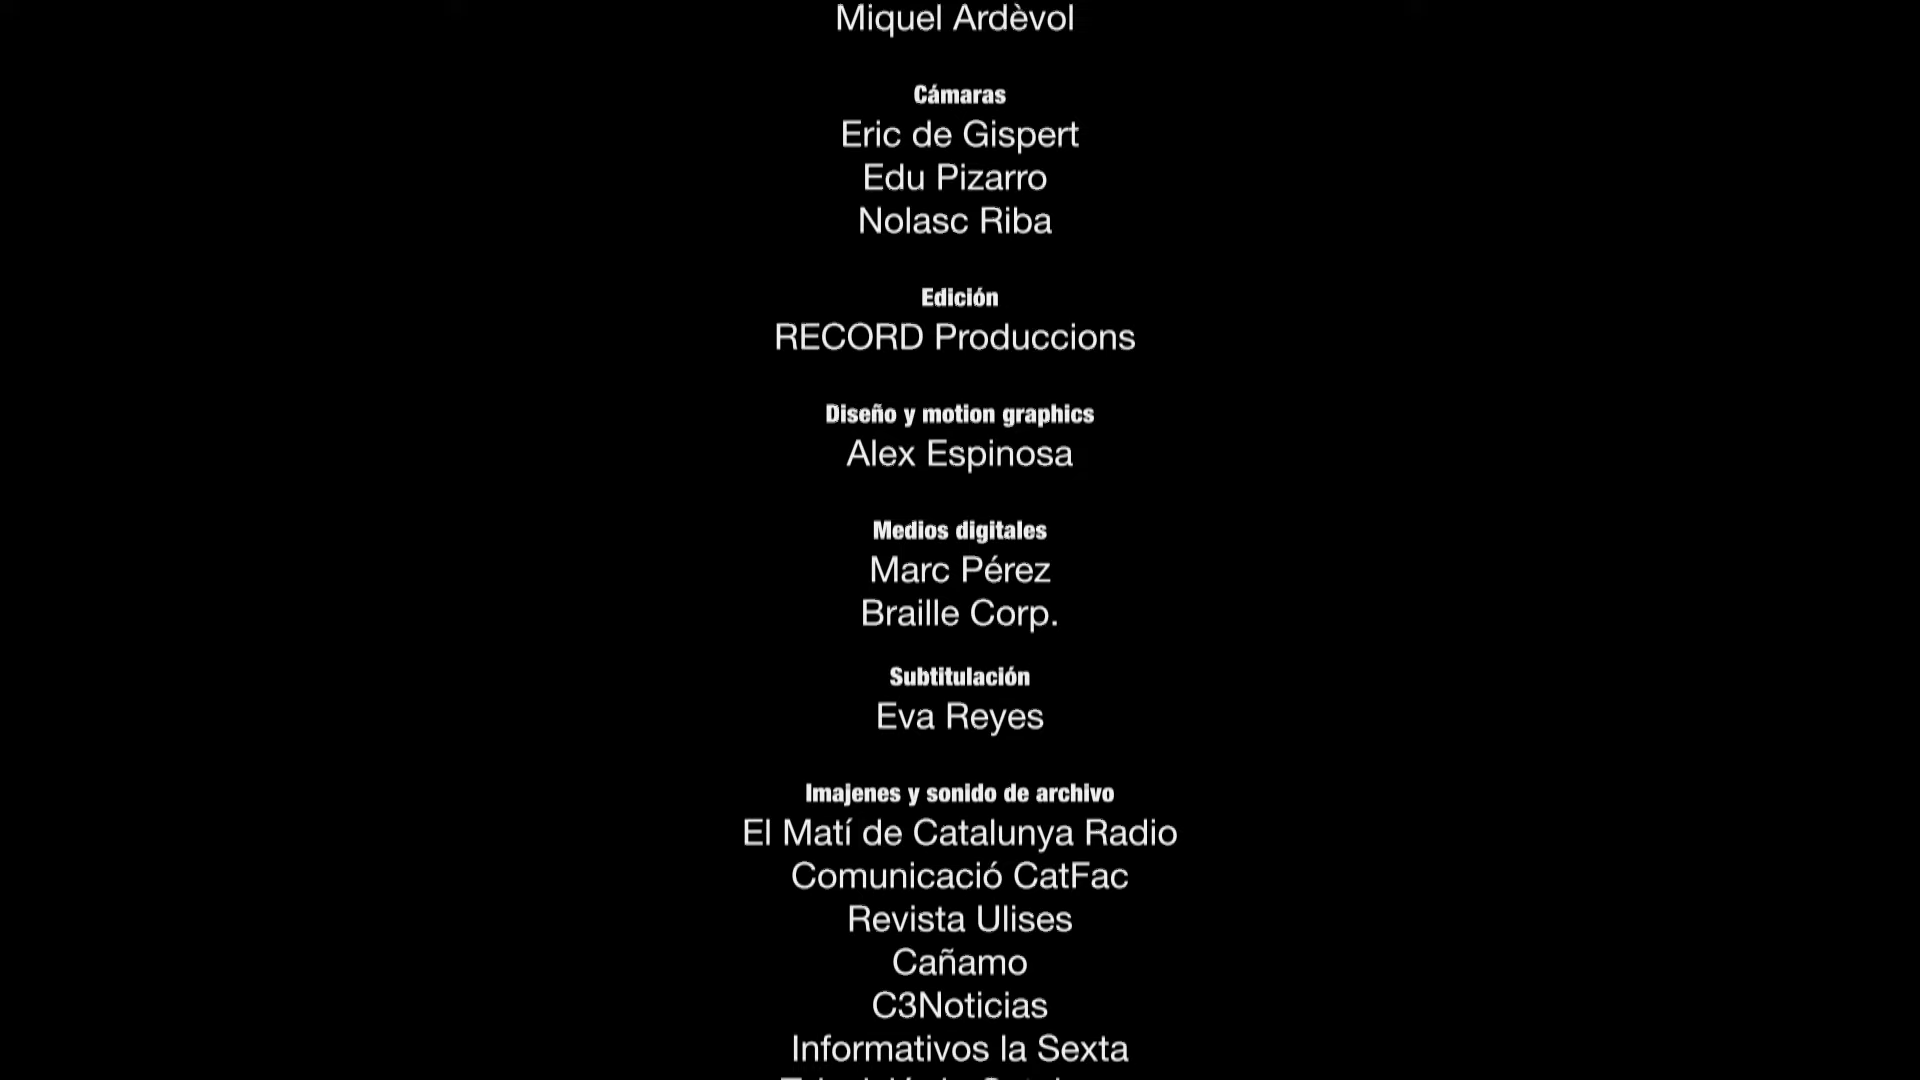 Miquel Ardèvol
Cámaras
Eric de Gispert
Edu Pizarro
Nolasc Riba
Edición
RECORD Produccions
Diseño y motion graphics
Alex Espinosa
Medios digitales
Marc Pérez
Braille Corp.
Subtitulación
Eva Reyes
Imajenes y sonido de archivo
El Matí de Catalunya Radio
Comunicació CatFac
Revista Ulises
Cañamo
C3Noticias
Informativos la Sexta